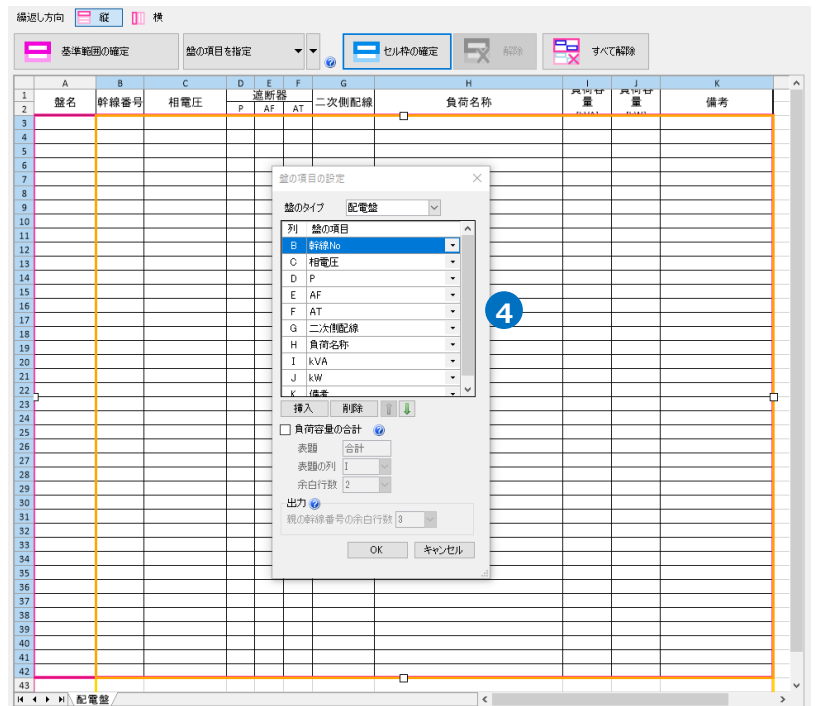 繰返し方向 縦 横
基準範囲の確定 盤の項目を指定 セル枠の確定 解除 すべて解除
A B C D E F G H I J K
1 盤名 幹線番号 相電圧 遮断器 二次側配線 負荷名称 負荷容量 負荷容量 備考
2 P AF AT (kVA) (kW)
3
4
5
6
7 盤の項目の設定
8
9 盤のタイプ 配電盤
10 列 盤の項目
11 B 幹線No
12 C 相電圧
13
14 D P
15 E AF
16 F AT 4
17 G 二次側配線
18
19 H 負荷名称
20 I kVA
21 J kW
22 K 備考
23 挿入 削除
24
25 負荷容量の合計
26 表題 合計
27
28 表題の列 I
29 余白行数 2
30 出力
31 親の幹線番号の余白行数 3
32
33 OK キャンセル
34
35
36
37
38
39
40
41
42
43
配電盤